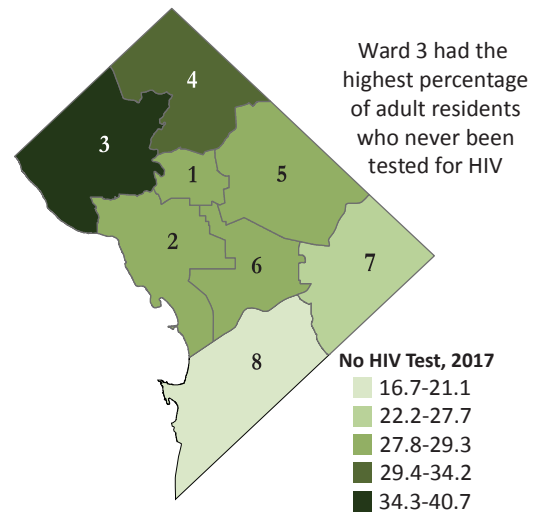 Ward 3 had the
highest percentage
of adult residents
who never been
tested for HIV
4
3
1
5
2
6
7
8
No HIV Test, 2017
16.7-21.1
22.2-27.7
27.8-29.3
29.4-34.2
34.3-40.7